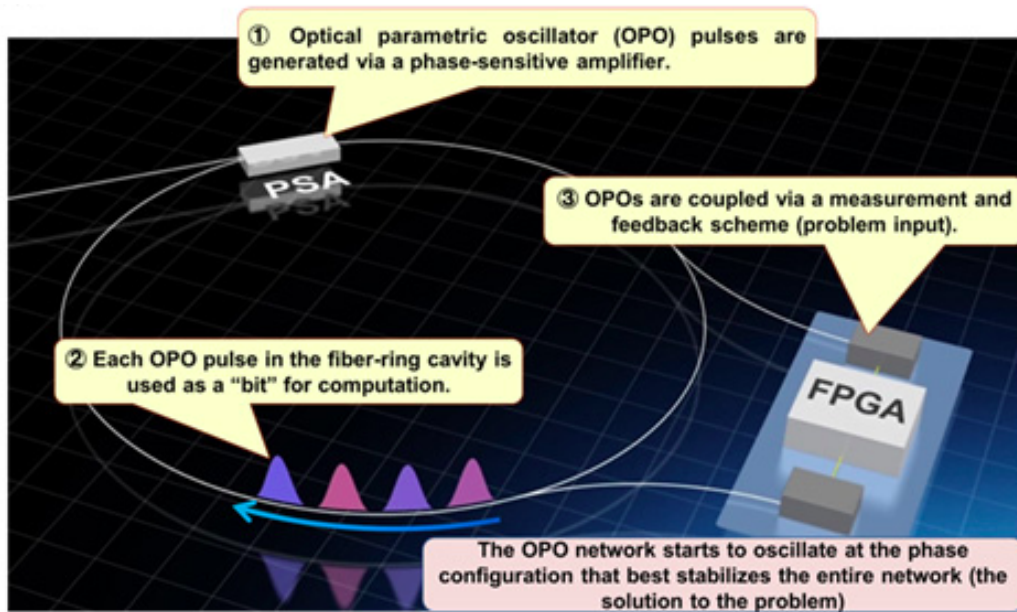 ① Optical parametric oscillator (OPO) pulses are
generated via a phase-sensitive amplifier.
PSA
③ OPOs are coupled via a measurement and
feedback scheme (problem input).
② Each OPO pulse in the fiber-ring cavity is
used as a “bit” for computation.
FPGA
The OPO network starts to oscillate at the phase
configuration that best stabilizes the entire network (the
solution to the problem)